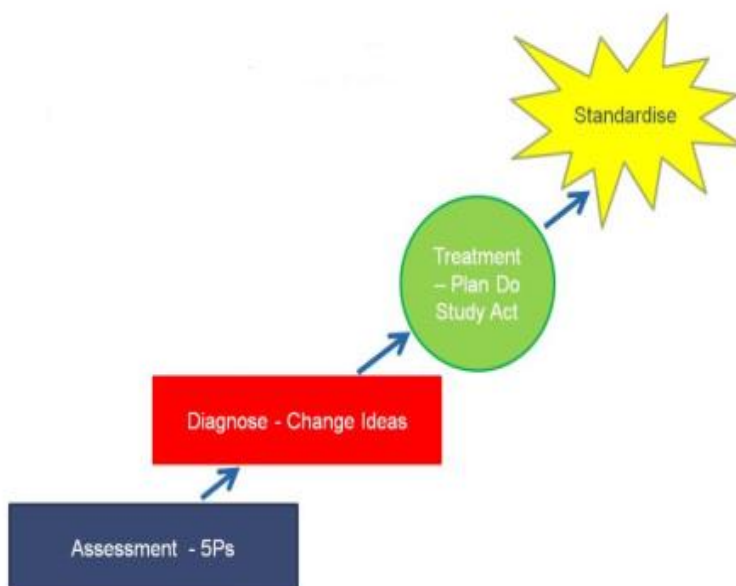 Standardise
Treatment
– Plan Do
Study Act
Diagnose - Change Ideas
Assessment - 5Ps